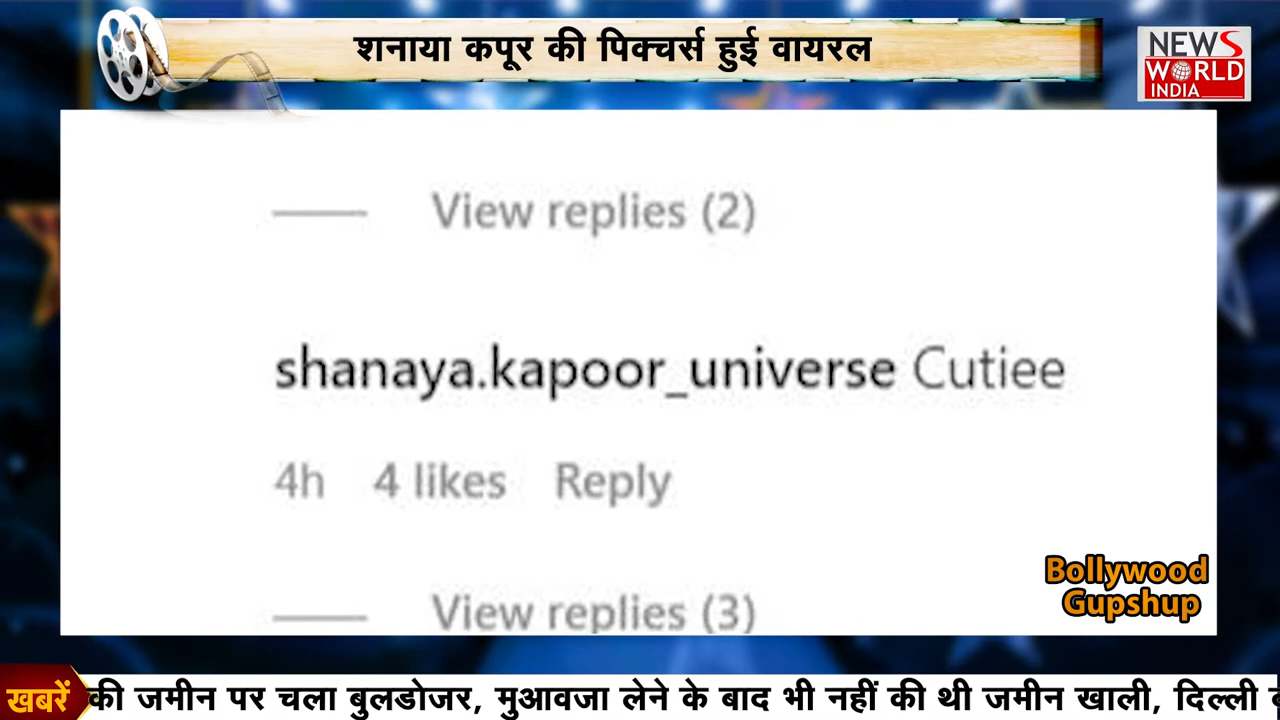 शनाया कपूर की पिक्चर्स हुई वायरल
NEWS
WORLD
INDIA
View replies (2)
shanaya.kapoor_universe Cutiee
4h 4 likes Reply
Bollywood
Gupshup
View replies (3)
खबरें की जमीन पर चला बुलडोजर, मुआवजा लेने के बाद भी नहीं की थी जमीन खाली, दिल्ली